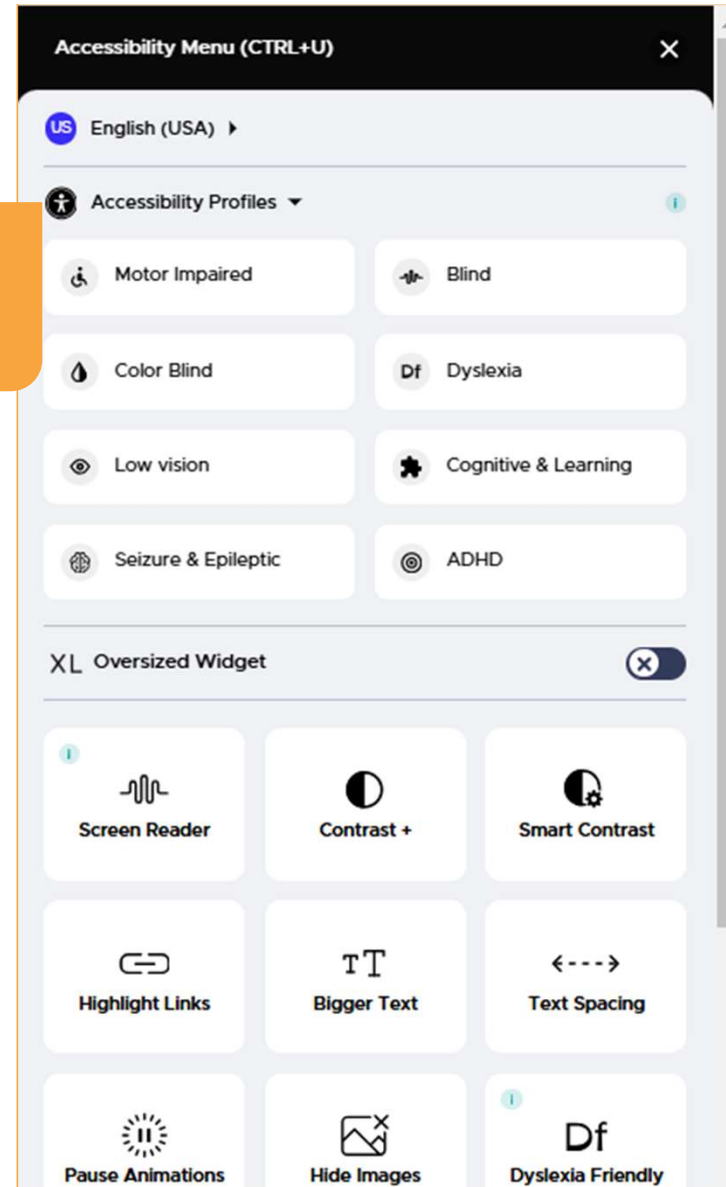 Accessibility Menu (CTRL+U)
US English (USA)
Accessibility Profiles
i
Motor Impaired
Blind
Color Blind
Df Dyslexia
Low vision
Cognitive & Learning
Seizure & Epileptic
ADHD
XL Oversized Widget
i
Screen Reader
Contrast +
Smart Contrast
Highlight Links
TT
Bigger Text
Text Spacing
Pause Animations
Hide Images
i
Df
Dyslexia Friendly